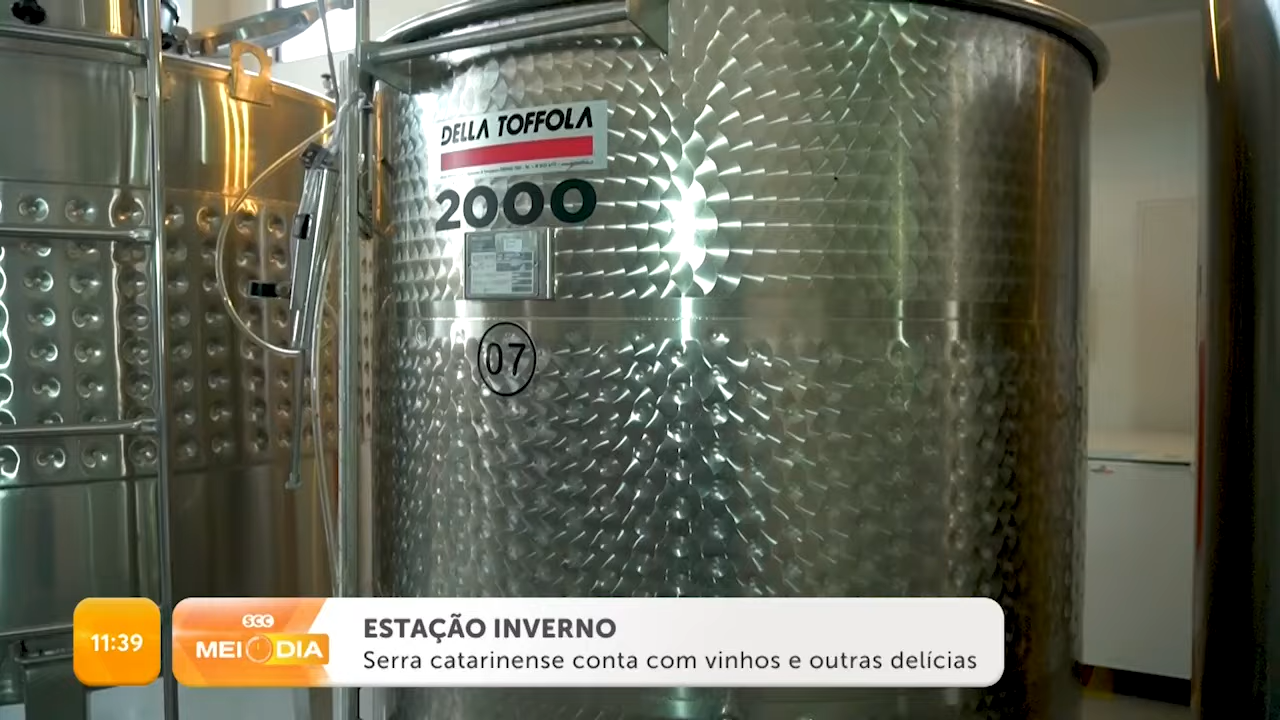 DELLA TOFFOLA
2000
07
11:39
SCC
MEIO DIA
ESTAÇÃO INVERNO
Serra catarinense conta com vinhos e outras delícias